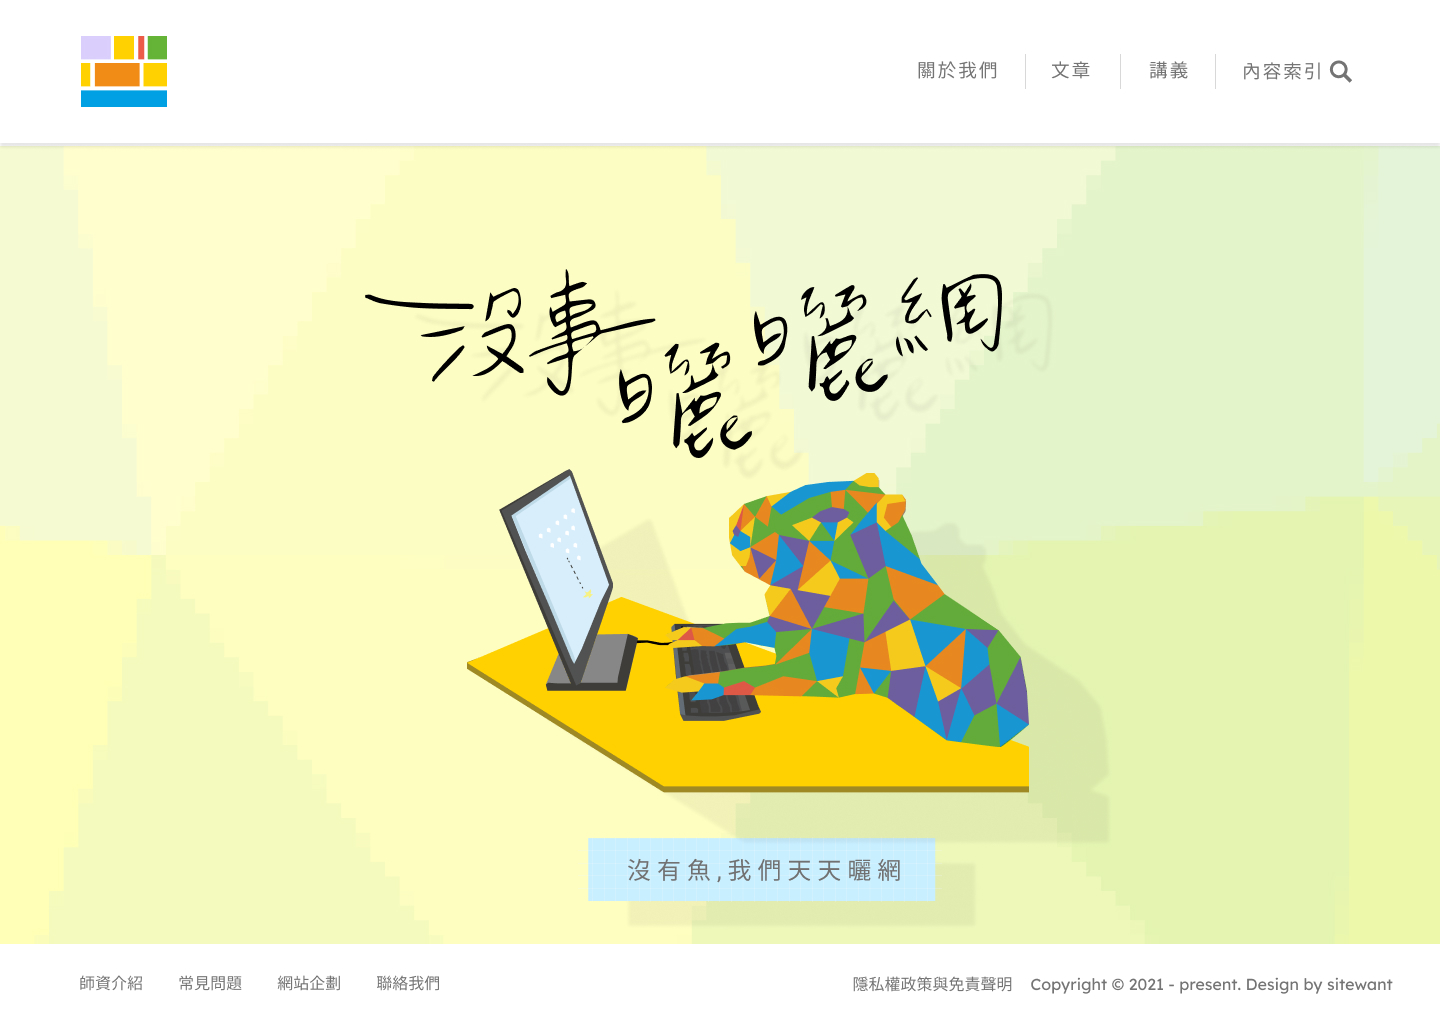 關於我們
文章
講義
內容索引
沒事曬曬網
沒有魚,我們天天曬網
師資介紹
常見問題
網站企劃
聯絡我們
隱私權政策與免責聲明
Copyright © 2021 - present. Design by sitewant